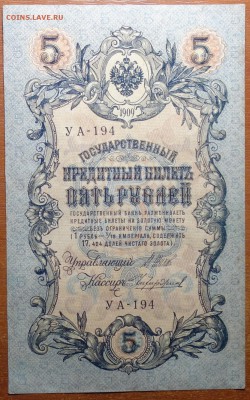 COINS.LAVE.RU
5 5
1909
УА-194
ГОСУДАРСТВЕННЫЙ
КРЕДИТНЫЙ БИЛЕТЪ
ПЯТЬ РУБЛЕЙ
ГОСУДАРСТВЕННЫЙ БАНКЪ РАЗМѢНИВАЕТЪ
КРЕДИТНЫЕ БИЛЕТЫ НА ЗОЛОТУЮ МОНЕТУ
БЕЗЪ ОГРАНИЧЕНІЯ СУММЫ
(1 РУБЛЬ = 1/15 ИМПЕРІАЛА, СОДЕРЖИТЪ
17,424 ДОЛЕЙ ЧИСТАГО ЗОЛОТА)
Управляющій
Кассиръ
УА-194
5